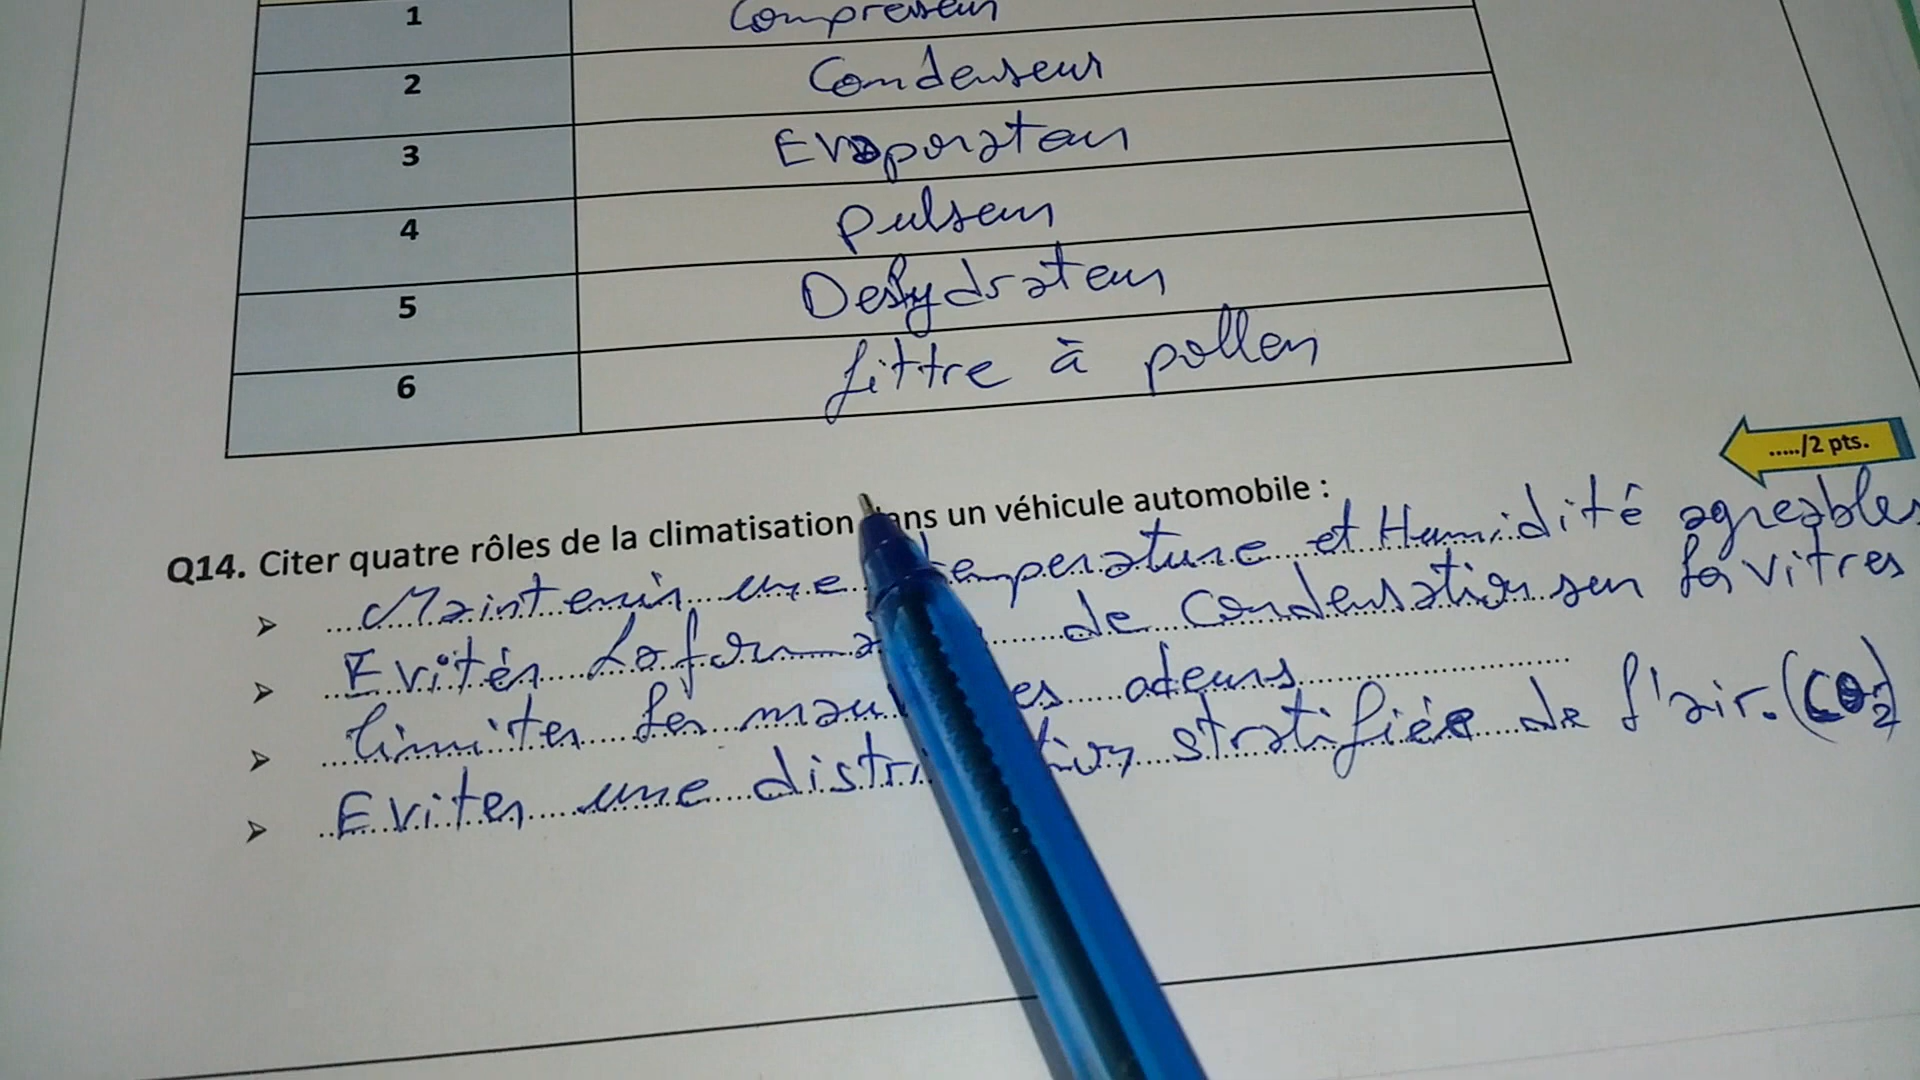 1 Compresseur
2 Condenseur
3 Evaporateur
4 pulseur
5 Deshydrateur
6 filtre à pollen
...../2 pts.
Q14. Citer quatre rôles de la climatisation dans un véhicule automobile :
➢ Maintenir une température et Humidité agréables
➢ Evitér la formation de Condensation sur les vitres
➢ limiter les mauvaises odeurs
➢ Eviter une distribution stratifiée de l'air. (CO2)